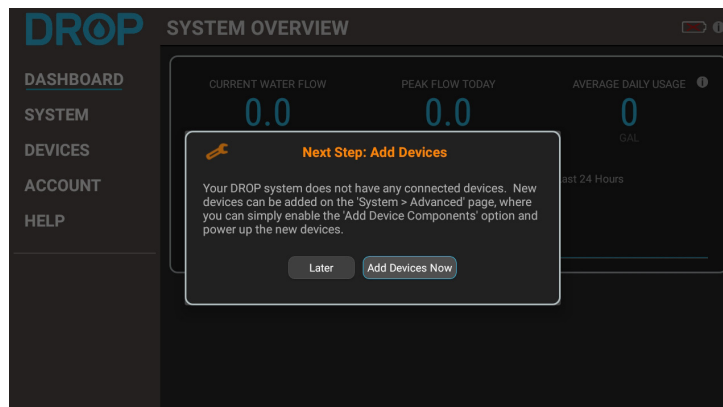 DROP
SYSTEM OVERVIEW
DASHBOARD
SYSTEM
DEVICES
ACCOUNT
HELP
CURRENT WATER FLOW
PEAK FLOW TODAY
AVERAGE DAILY USAGE
0.0
0.0
0
GAL
Last 24 Hours
Next Step: Add Devices
Your DROP system does not have any connected devices. New
devices can be added on the 'System > Advanced' page, where
you can simply enable the 'Add Device Components' option and
power up the new devices.
Later
Add Devices Now